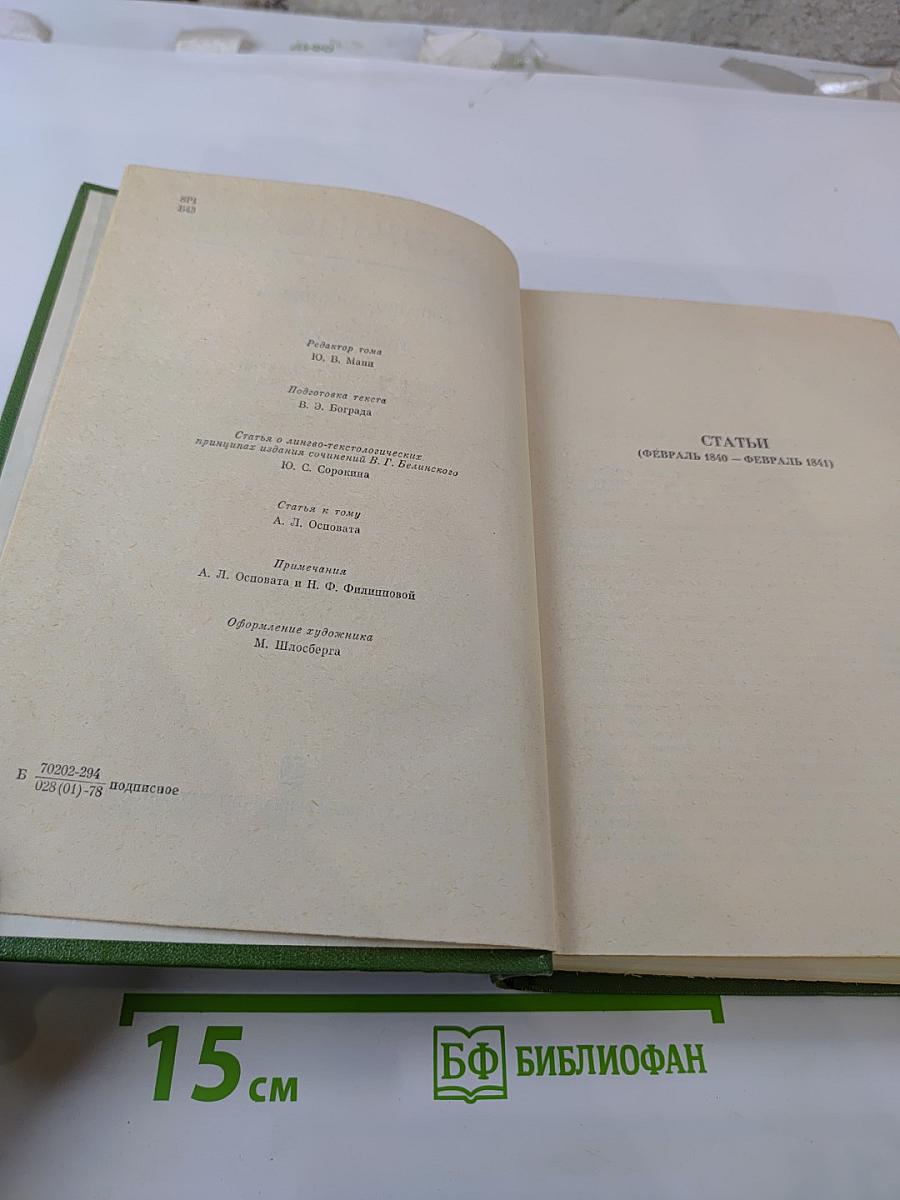 8Р1
Б43
Редактор тома
Ю. В. Манн
Подготовка текста
В. Э. Бограда
Статья о лингво-текстологических
принципах издания сочинений В. Г. Белинского
Ю. С. Сорокина
Статья к тому
А. Л. Осповата
Примечания
А. Л. Осповата и Н. Ф. Филипповой
Оформление художника
М. Шлосберга
Б 70202-294
028(01)-78 подписное
СТАТЬИ
(ФЕВРАЛЬ 1840 — ФЕВРАЛЬ 1841)
15 см
БФ БИБЛИОФАН